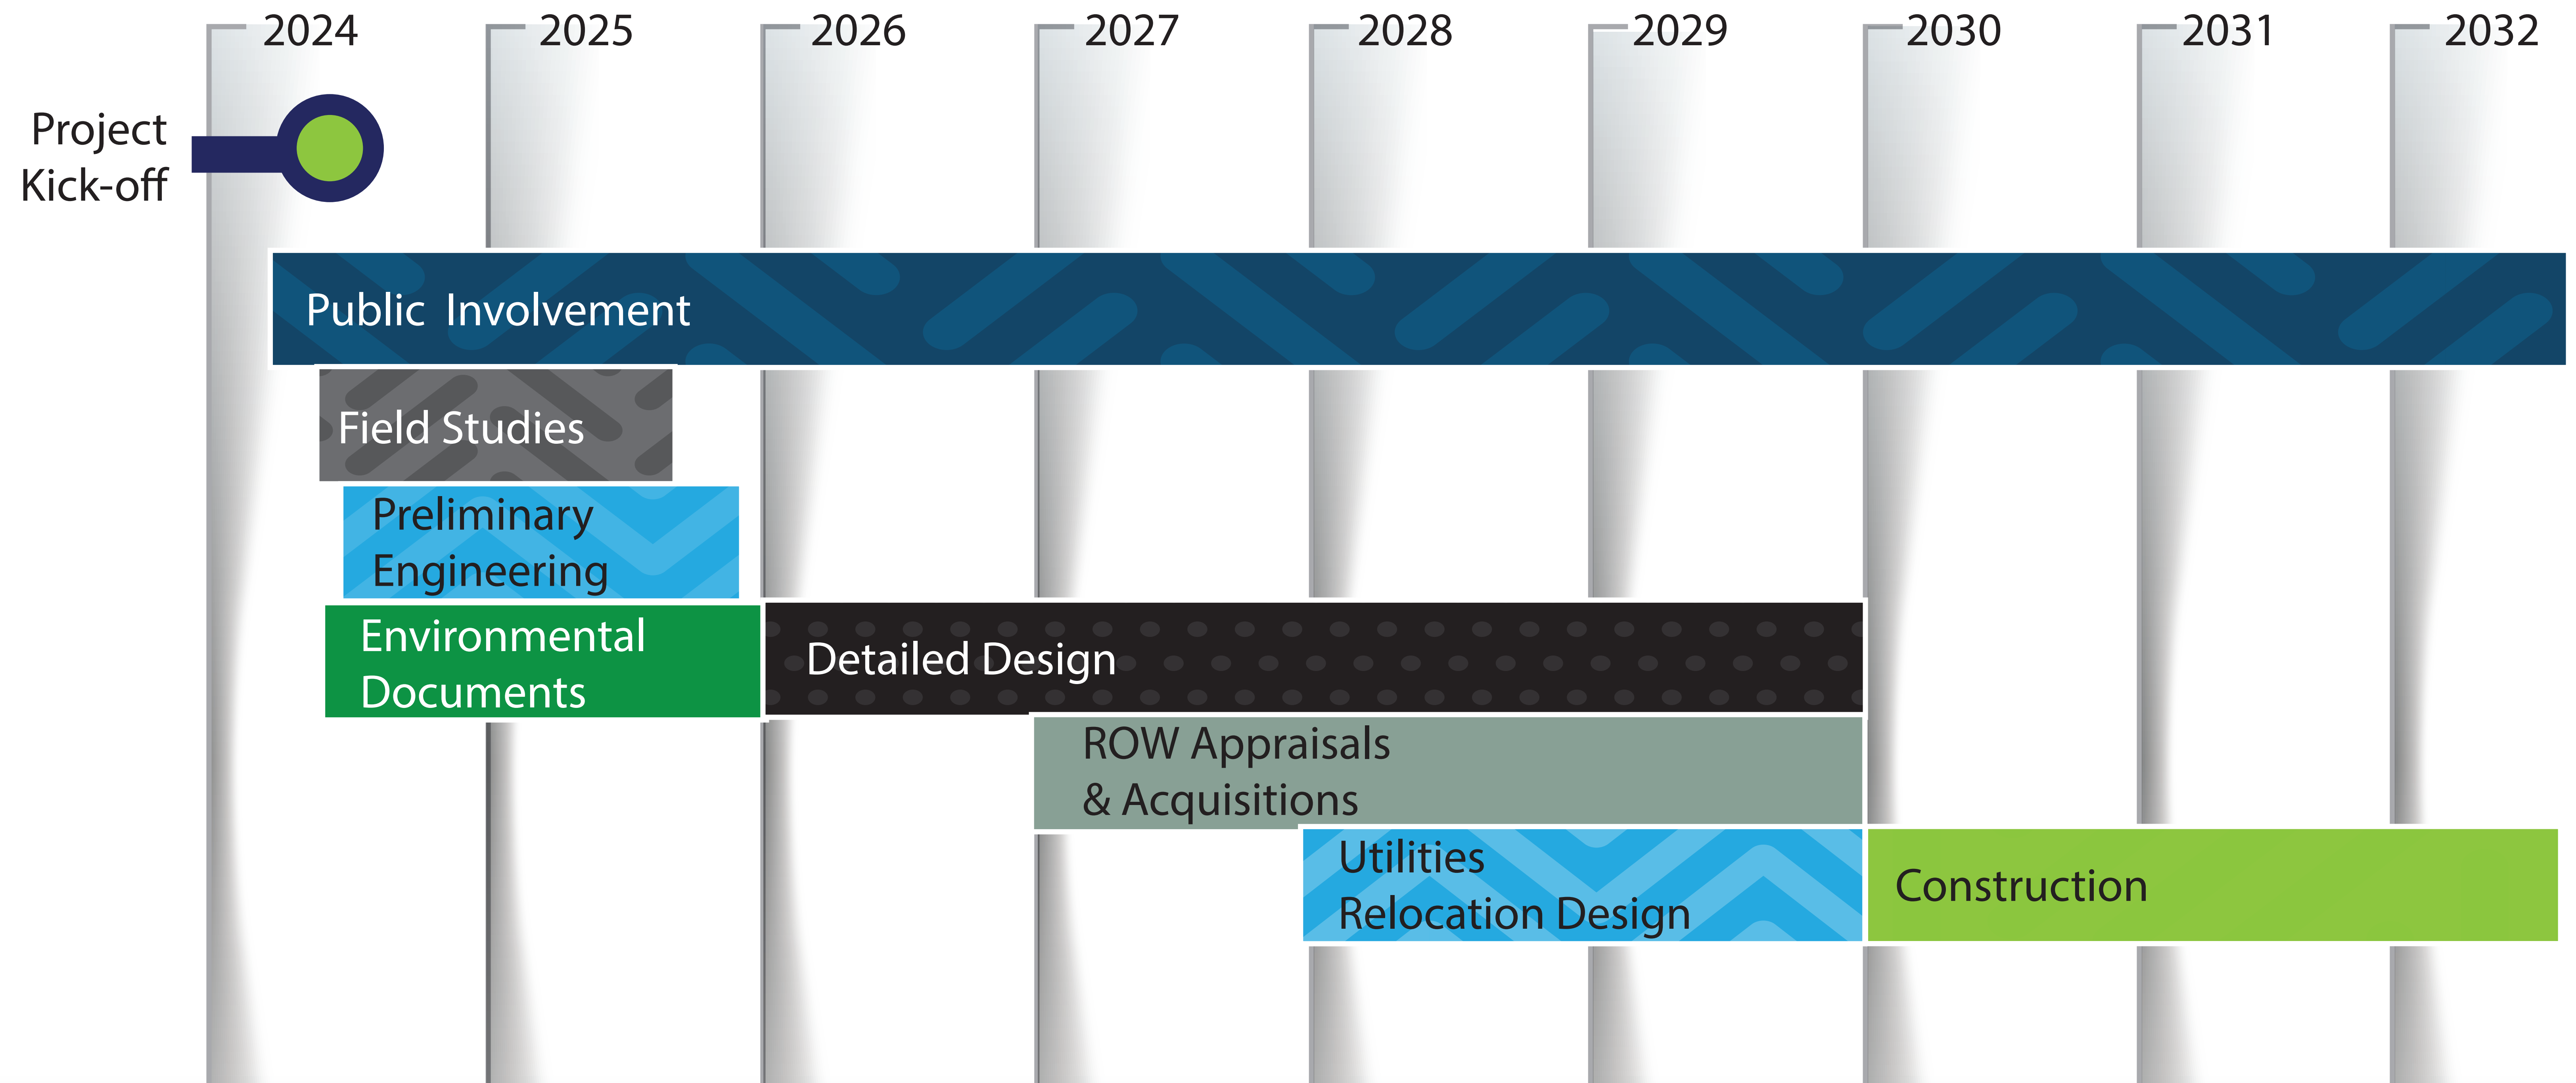 2024 2025 2026 2027 2028 2029 2030 2031 2032
Project
Kick-off
Public Involvement
Field Studies
Preliminary
Engineering
Environmental
Documents
Detailed Design
ROW Appraisals
& Acquisitions
Utilities
Relocation Design
Construction